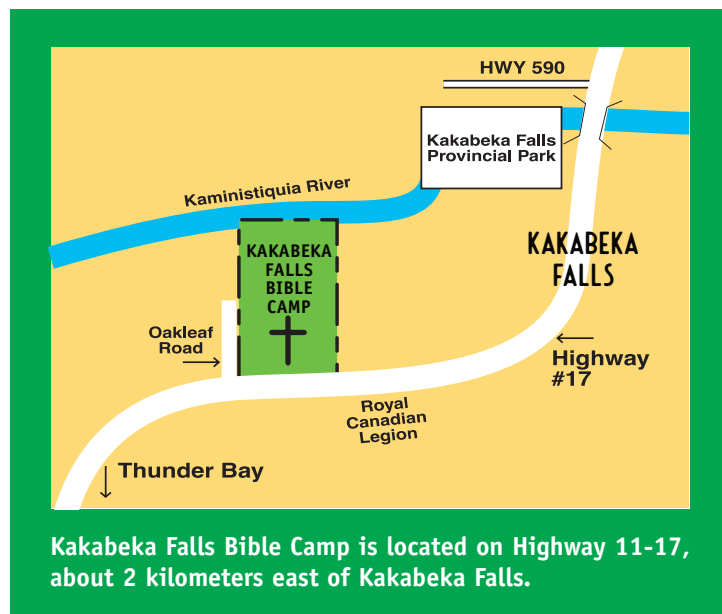 HWY 590
Kakabeka Falls
Provincial Park
Kaministiquia River
KAKABEKA
FALLS
KAKABEKA
FALLS
BIBLE
CAMP
Oakleaf
Road
Highway
#17
Royal
Canadian
Legion
Thunder Bay
Kakabeka Falls Bible Camp is located on Highway 11-17,
about 2 kilometers east of Kakabeka Falls.